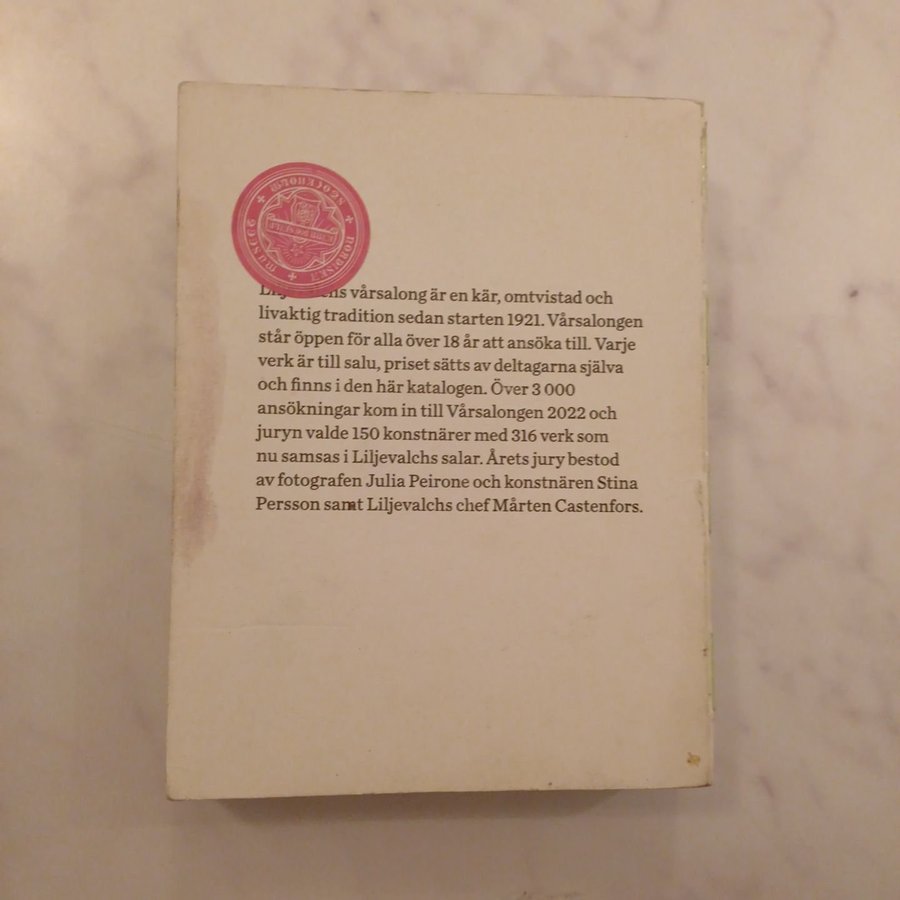 STOCKHOLM
vårsalong är en kär, omtvistad och
livaktig tradition sedan starten 1921. Vårsalongen
står öppen för alla över 18 år att ansöka till. Varje
verk är till salu, priset sätts av deltagarna själva
och finns i den här katalogen. Över 3 000
ansökningar kom in till Vårsalongen 2022 och
juryn valde 150 konstnärer med 316 verk som
nu samsas i Liljevalchs salar. Årets jury bestod
av fotografen Julia Peirone och konstnären Stina
Persson samt Liljevalchs chef Mårten Castenfors.